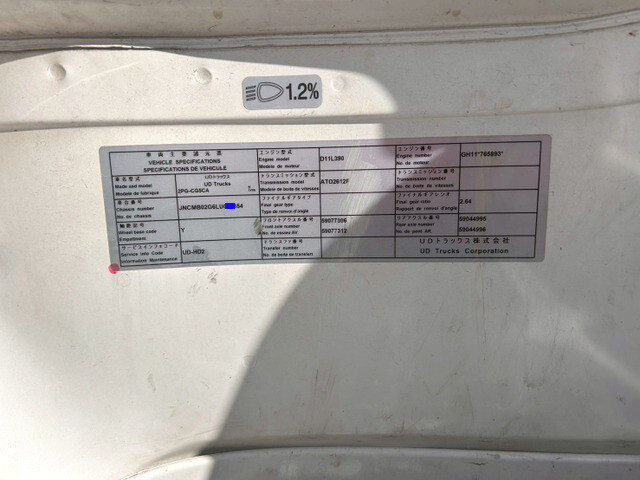 1.2%
車両主要諸元表
VEHICLE SPECIFICATIONS
SPECIFICATIONS DE VEHICULE
車名型式 UDトラックス
Made und model UD Trucks
Modele de fabrique 2PG-CG5CA
車台番号
Chassis number JNCMB02G6LU 54
No. de chassis
軸距記号
Wheel base code Y
Empattement
サービスインフォコード
Service info Code UD-HD2
Information Maintenance
エンジン型式
Engine model D11L390
Modele de moteur
トランスミッション型式
Transmission model ATO2612F
Modele de boite de vitesses
ファイナルギアタイプ
Final gear type
Type de ronco d'angle
フロントアクスル番号 59077306
Front axle number
No de essieu AV. 59077312
トランスファ番号
Transfer number
No. de boite de transfert
エンジン番号
Engine number GH11*765893*
No de moteur
トランスミッション番号
Transmission number
No de boite de vitesses
ファイナルギアレシオ
Final gear ratio 2.64
Rapport de ronco d'angle
リアアクスル番号 59044995
Rear axle number
No de pont AR. 59044996
UDトラックス株式会社
UD Trucks Corporation